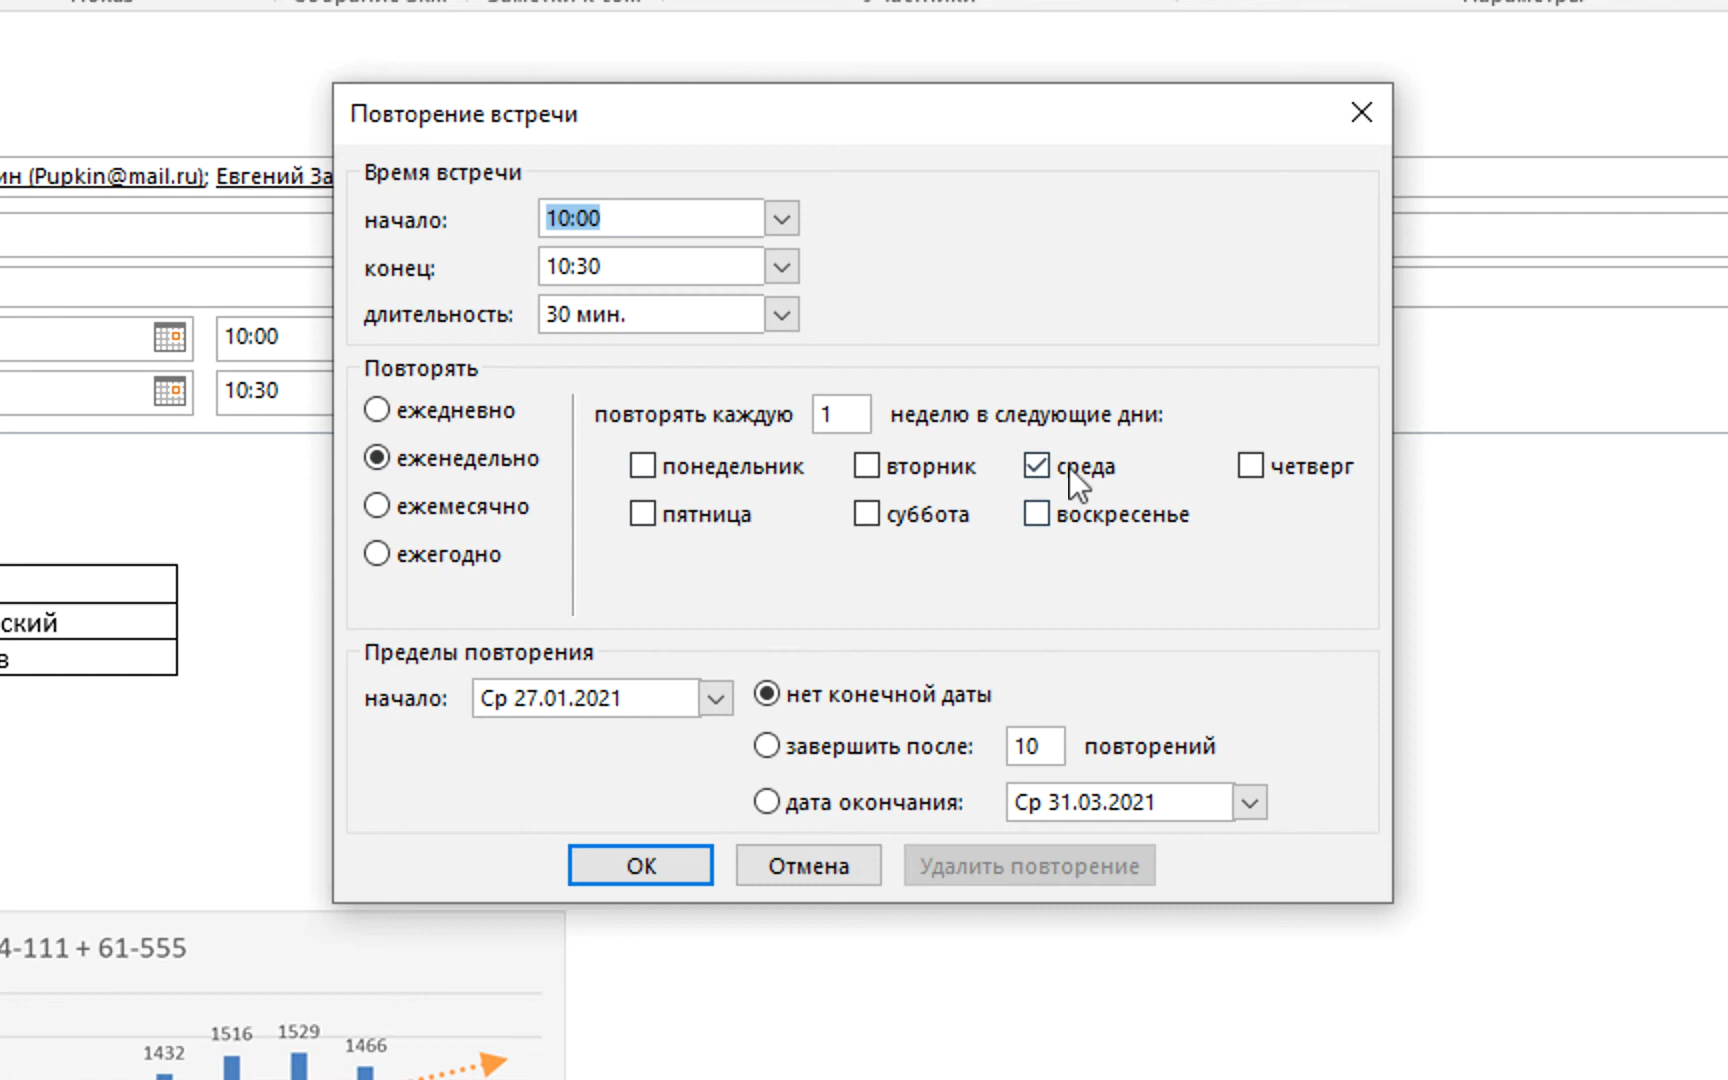 Повторение встречи
Время встречи
ин (Pupkin@mail.ru); Евгений За
начало: 10:00
конец: 10:30
длительность: 30 мин.
10:00
10:30
Повторять
ежедневно
еженедельно
ежемесячно
ежегодно
повторять каждую 1 неделю в следующие дни:
понедельник вторник среда четверг
пятница суббота воскресенье
ский
в
Пределы повторения
начало: Ср 27.01.2021
нет конечной даты
завершить после: 10 повторений
дата окончания: Ср 31.03.2021
ОК Отмена Удалить повторение
4-111 + 61-555
1432 1516 1529 1466